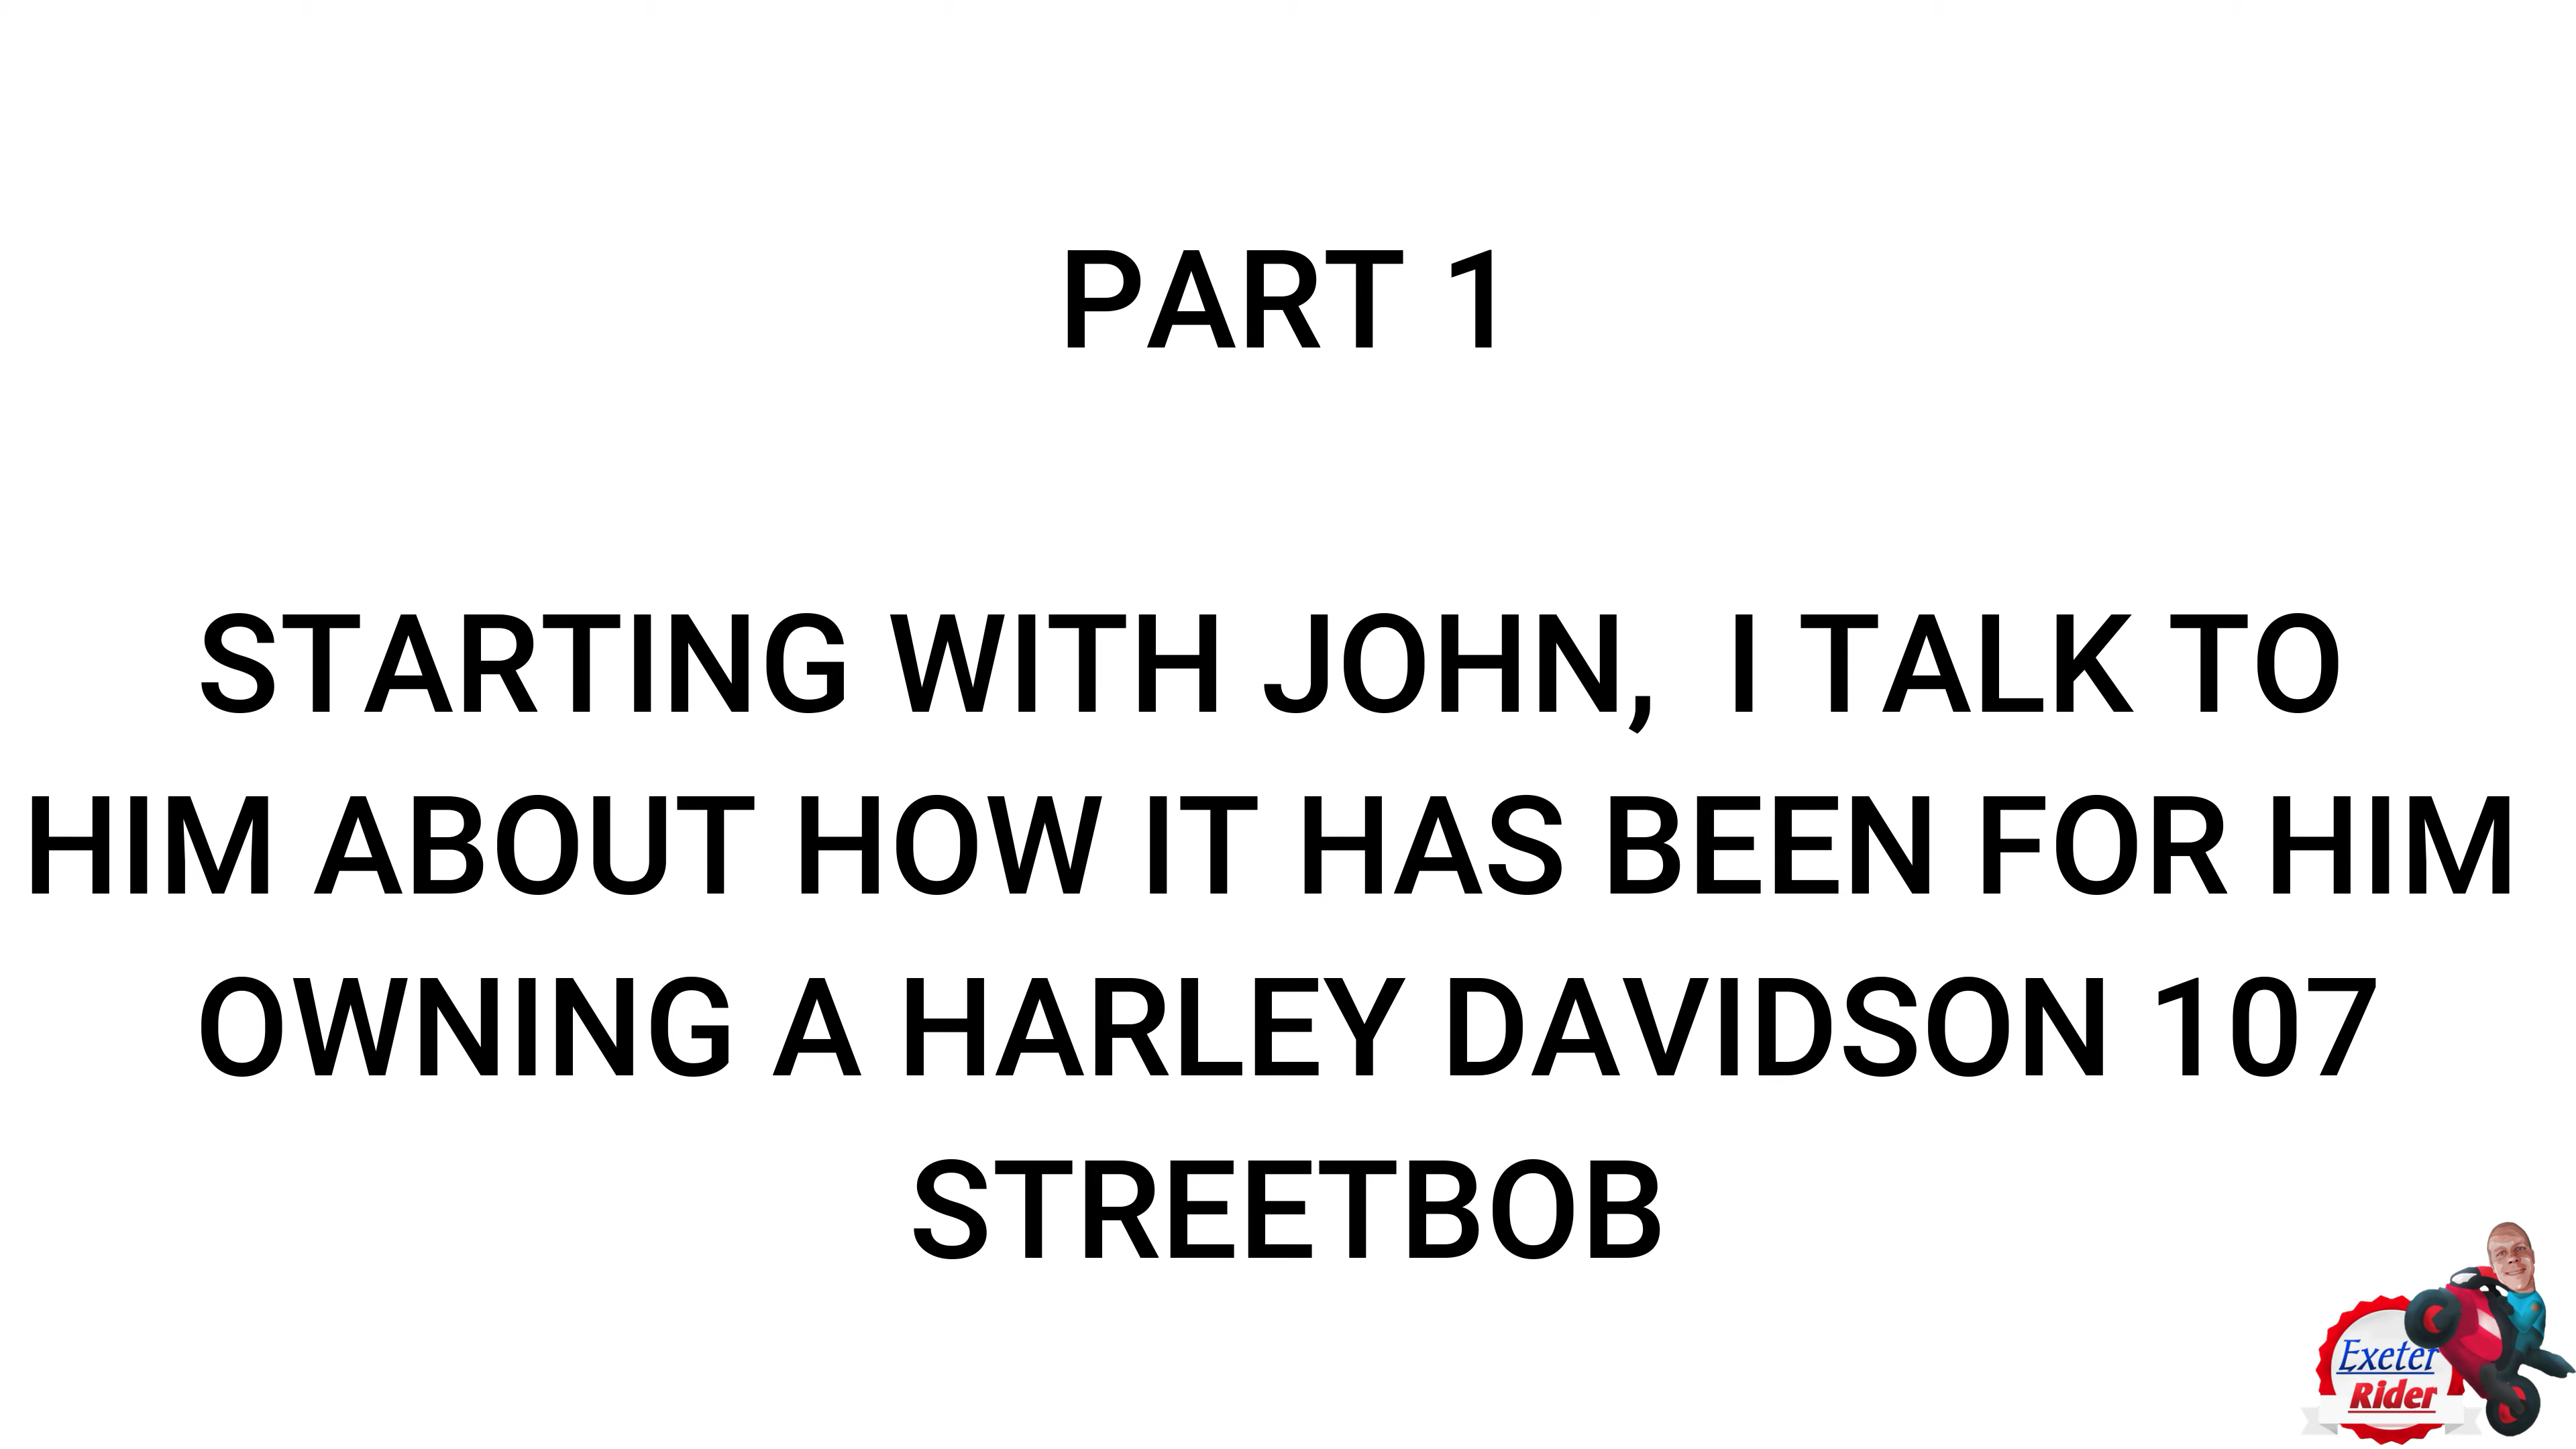 PART 1
STARTING WITH JOHN,  I TALK TO
HIM ABOUT HOW IT HAS BEEN FOR HIM
OWNING A HARLEY DAVIDSON 107
STREETBOB
Exeter
Rider